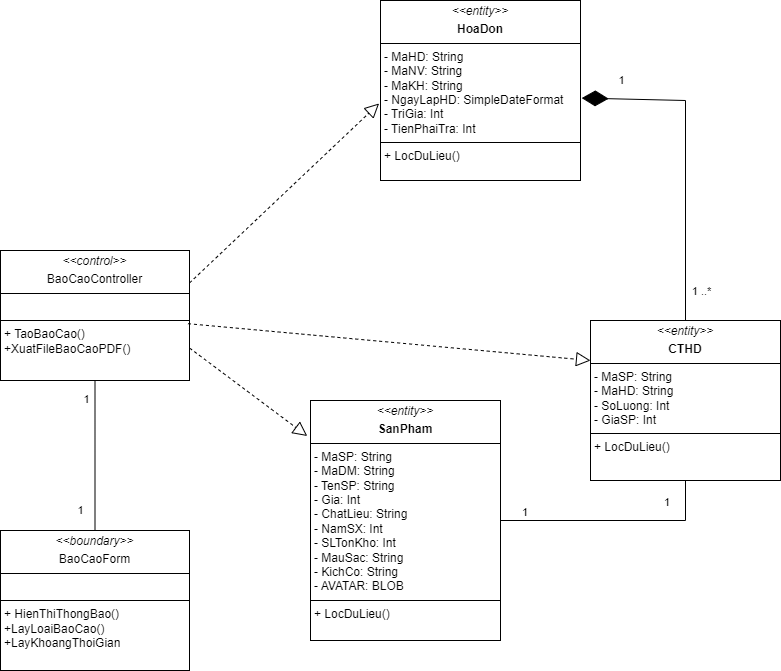 <<entity>>
HoaDon
- MaHD: String
- MaNV: String
- MaKH: String
- NgayLapHD: SimpleDateFormat
- TriGia: Int
- TienPhaiTra: Int
+ LocDuLieu()
1
1 ..*
<<control>>
BaoCaoController
+ TaoBaoCao()
+XuatFileBaoCaoPDF()
1
1
<<entity>>
CTHD
- MaSP: String
- MaHD: String
- SoLuong: Int
- GiaSP: Int
+ LocDuLieu()
1
1
<<entity>>
SanPham
- MaSP: String
- MaDM: String
- TenSP: String
- Gia: Int
- ChatLieu: String
- NamSX: Int
- SLTonKho: Int
- MauSac: String
- KichCo: String
- AVATAR: BLOB
+ LocDuLieu()
<<boundary>>
BaoCaoForm
+ HienThiThongBao()
+LayLoaiBaoCao()
+LayKhoangThoiGian